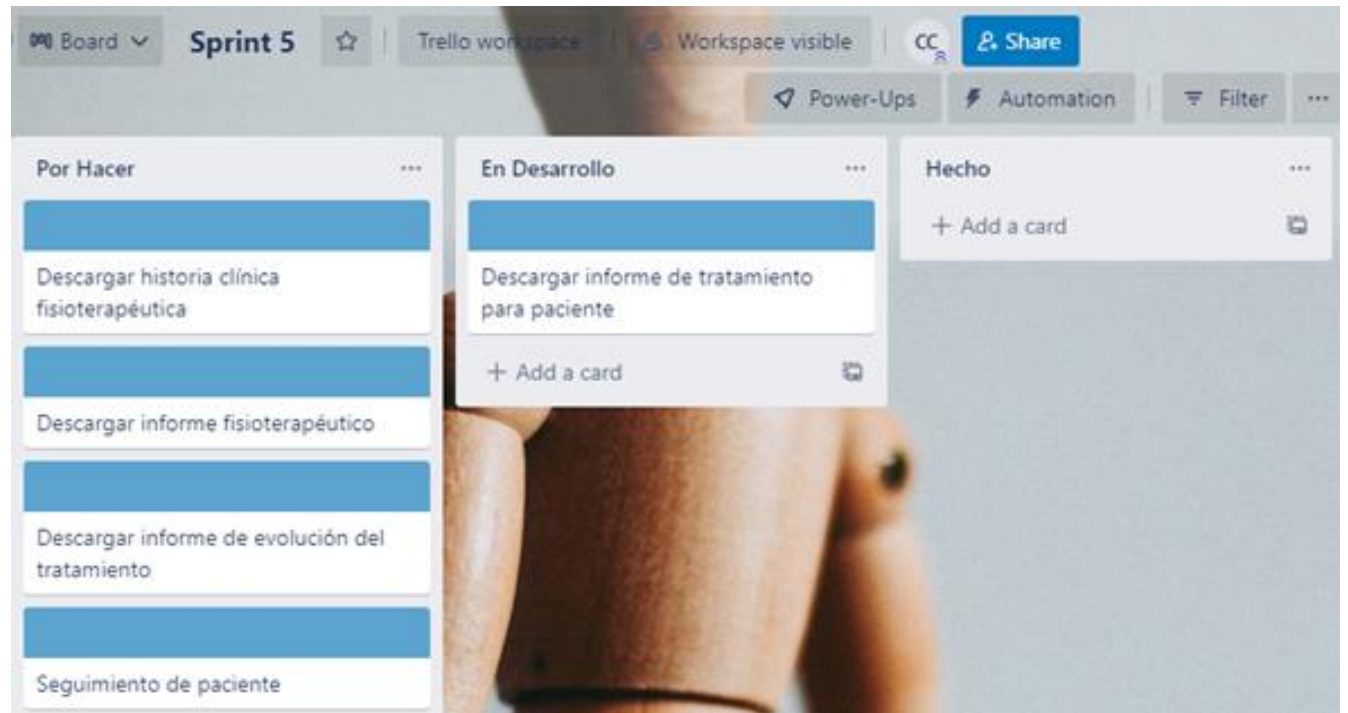 Board
Sprint 5
Trello workspace
Workspace visible
CC
Share
Power-Ups
Automation
Filter
Por Hacer
Descargar historia clínica
fisioterapéutica
Descargar informe fisioterapéutico
Descargar informe de evolución del
tratamiento
Seguimiento de paciente
En Desarrollo
Descargar informe de tratamiento
para paciente
+ Add a card
Hecho
+ Add a card